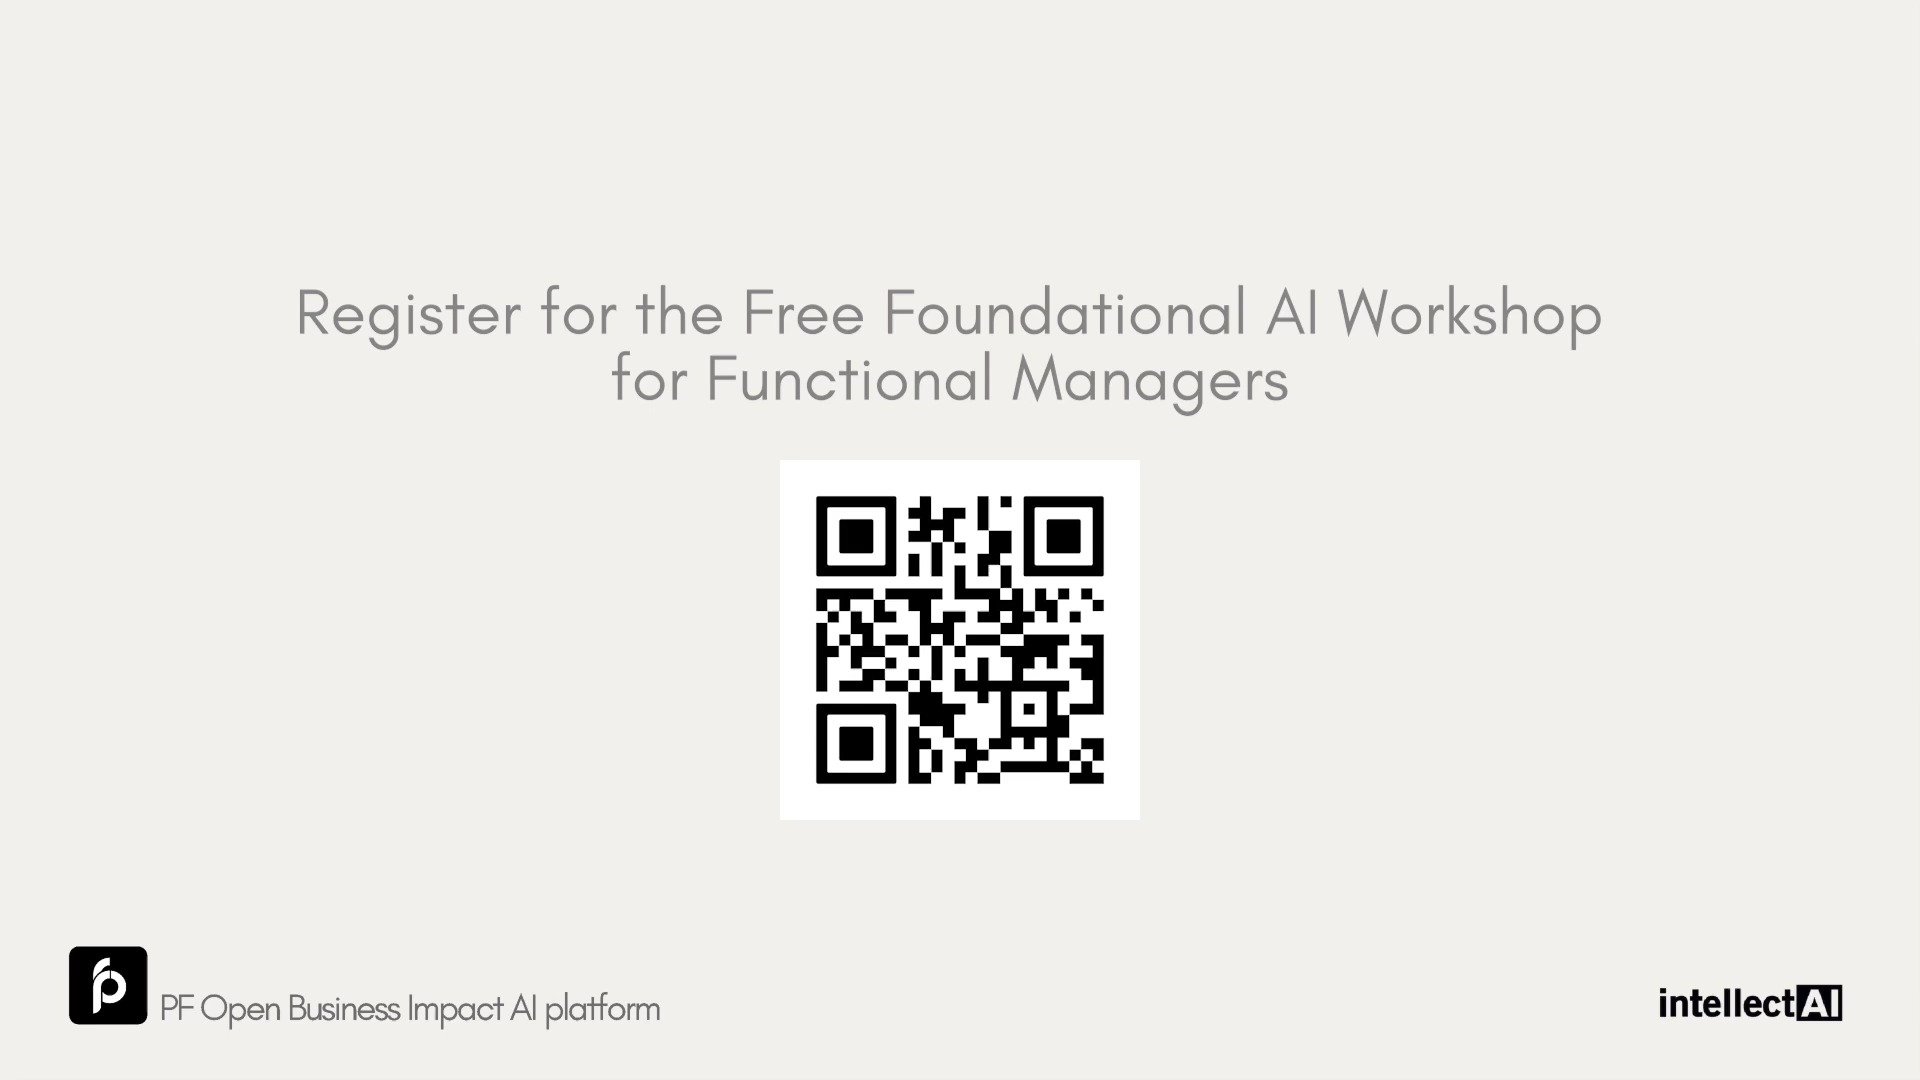 Register for the Free Foundational AI Workshop
for Functional Managers
PF Open Business Impact AI platform
intellectAI